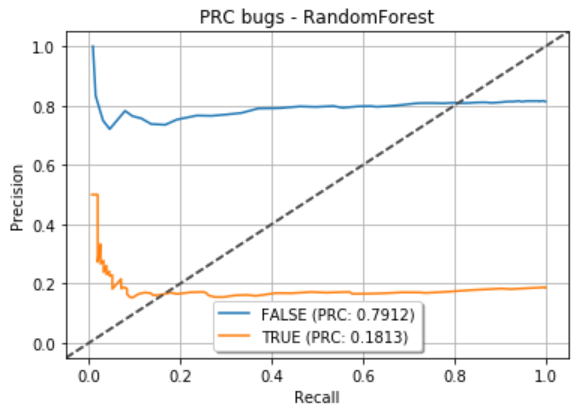 PRC bugs - RandomForest
Precision
1.0
0.8
0.6
0.4
0.2
0.0
FALSE (PRC: 0.7912)
TRUE (PRC: 0.1813)
0.0 0.2 0.4 0.6 0.8 1.0
Recall